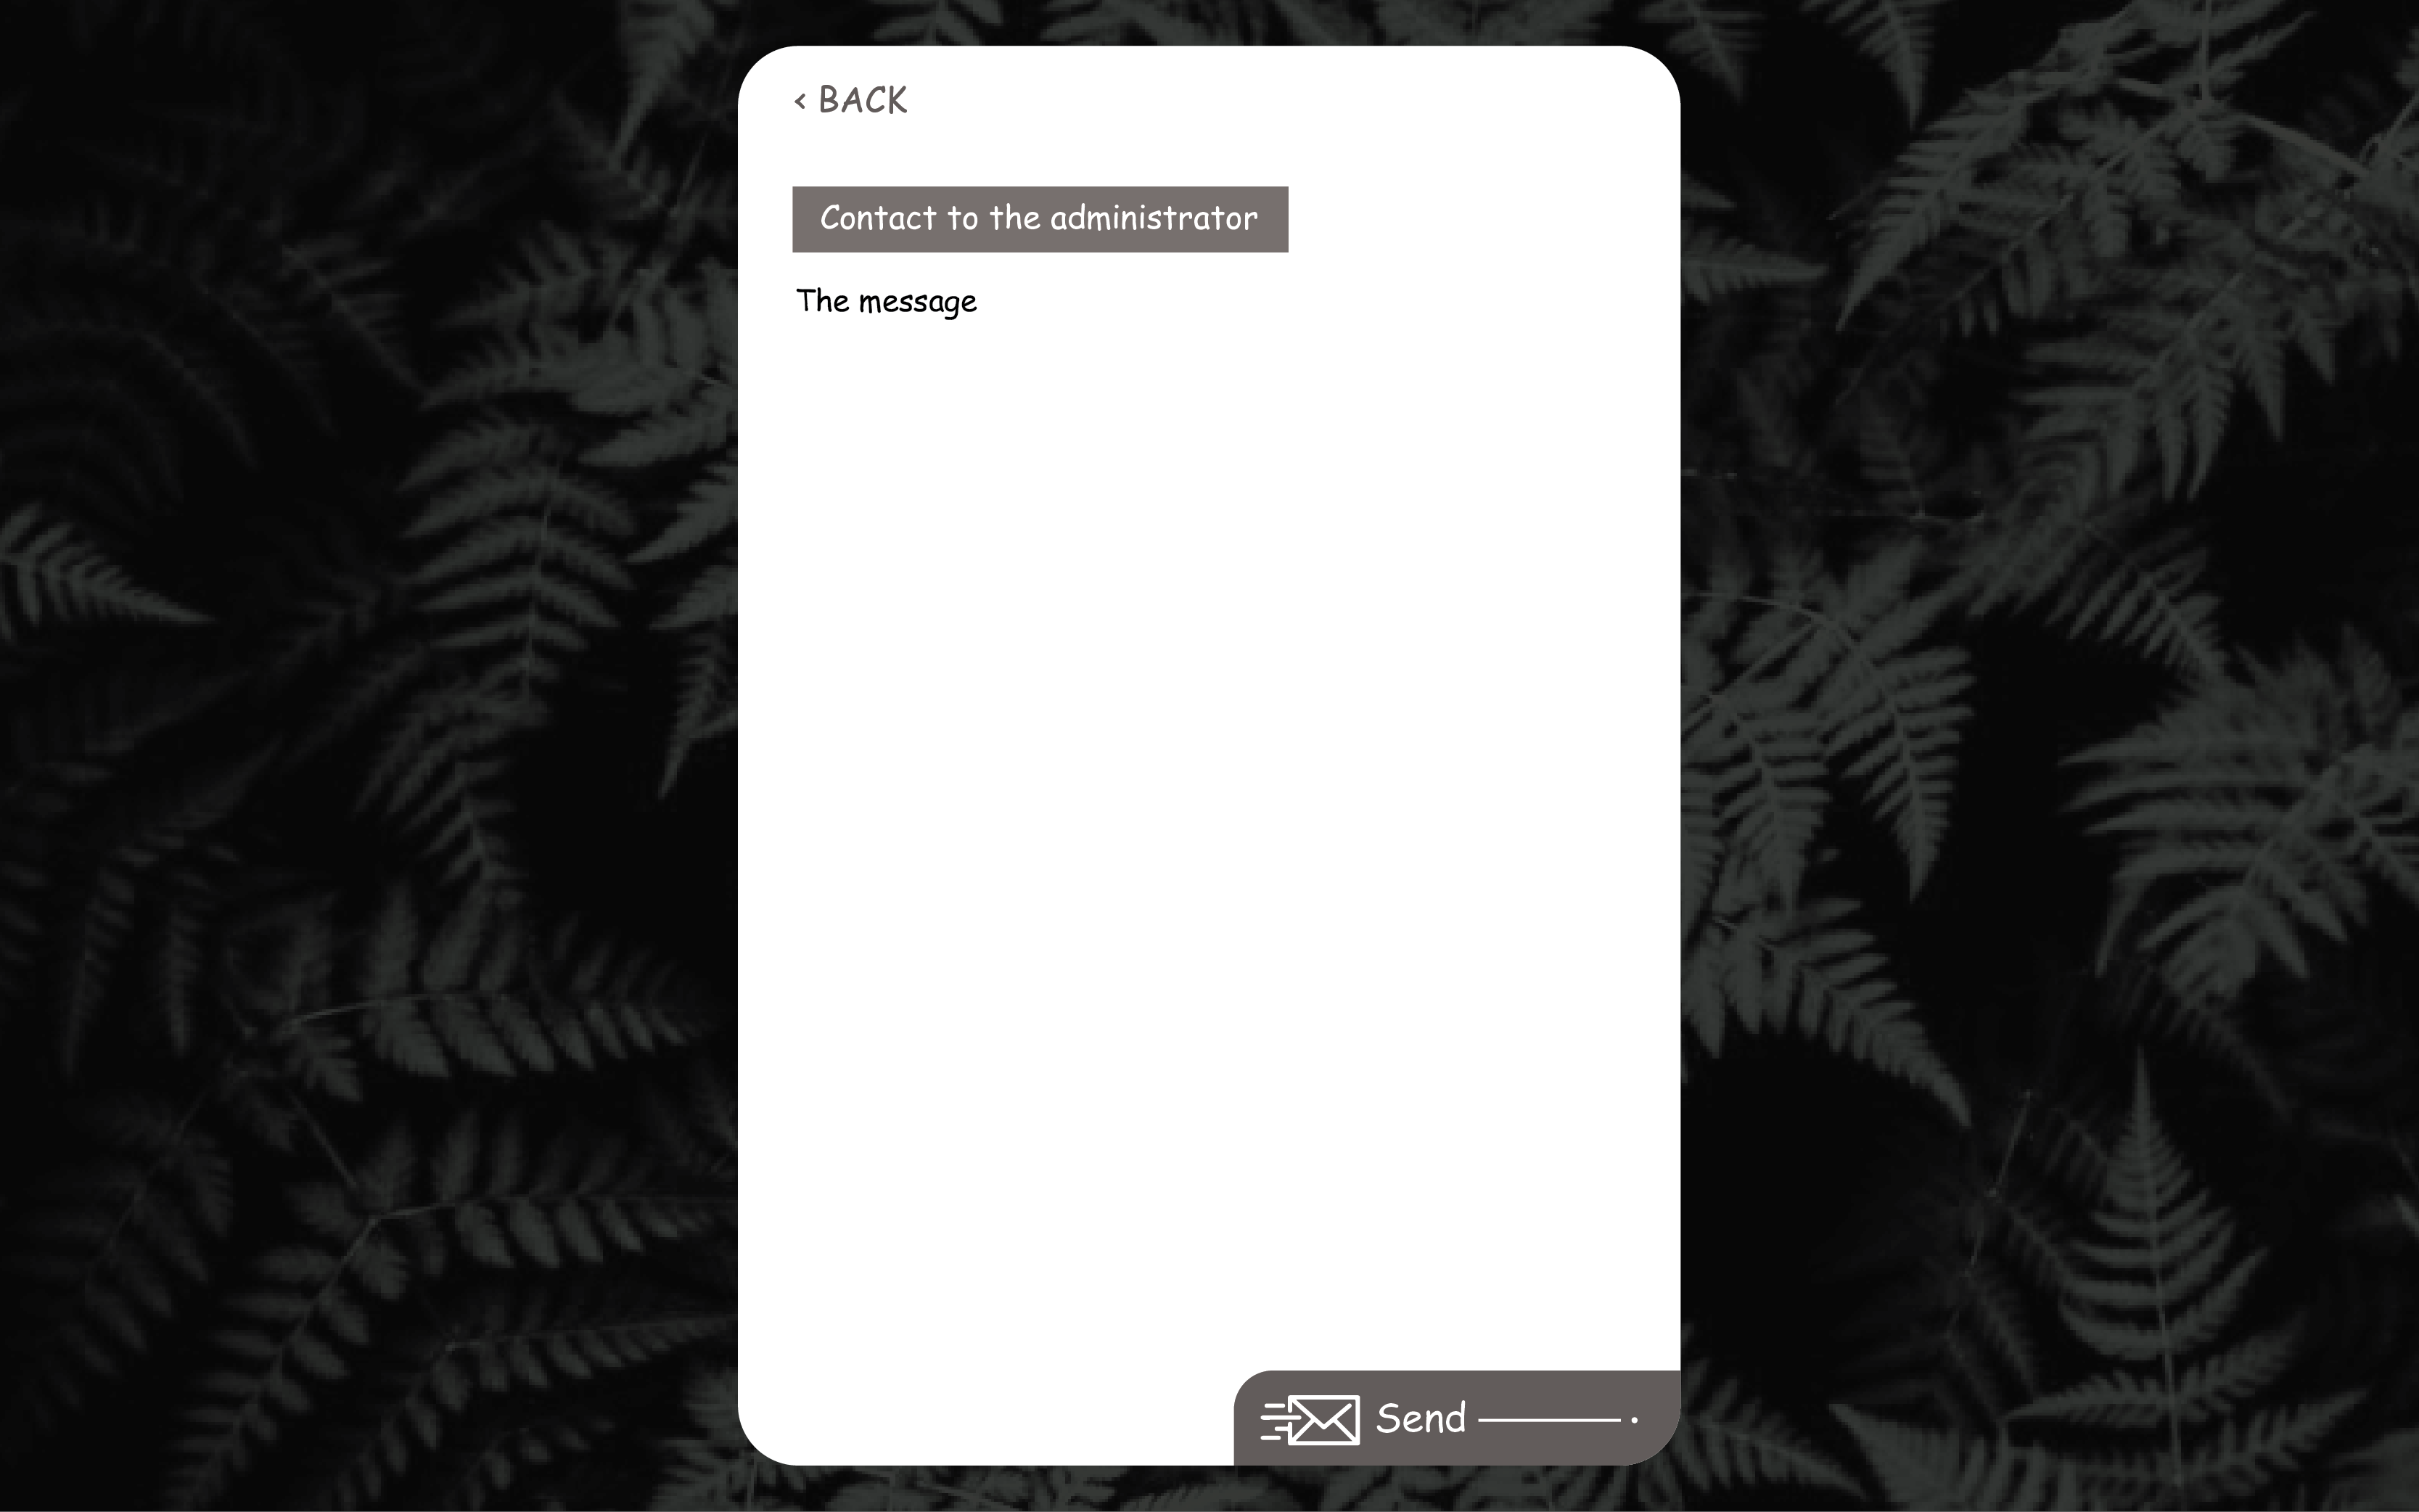 < BACK
Contact to the administrator
The message
Send